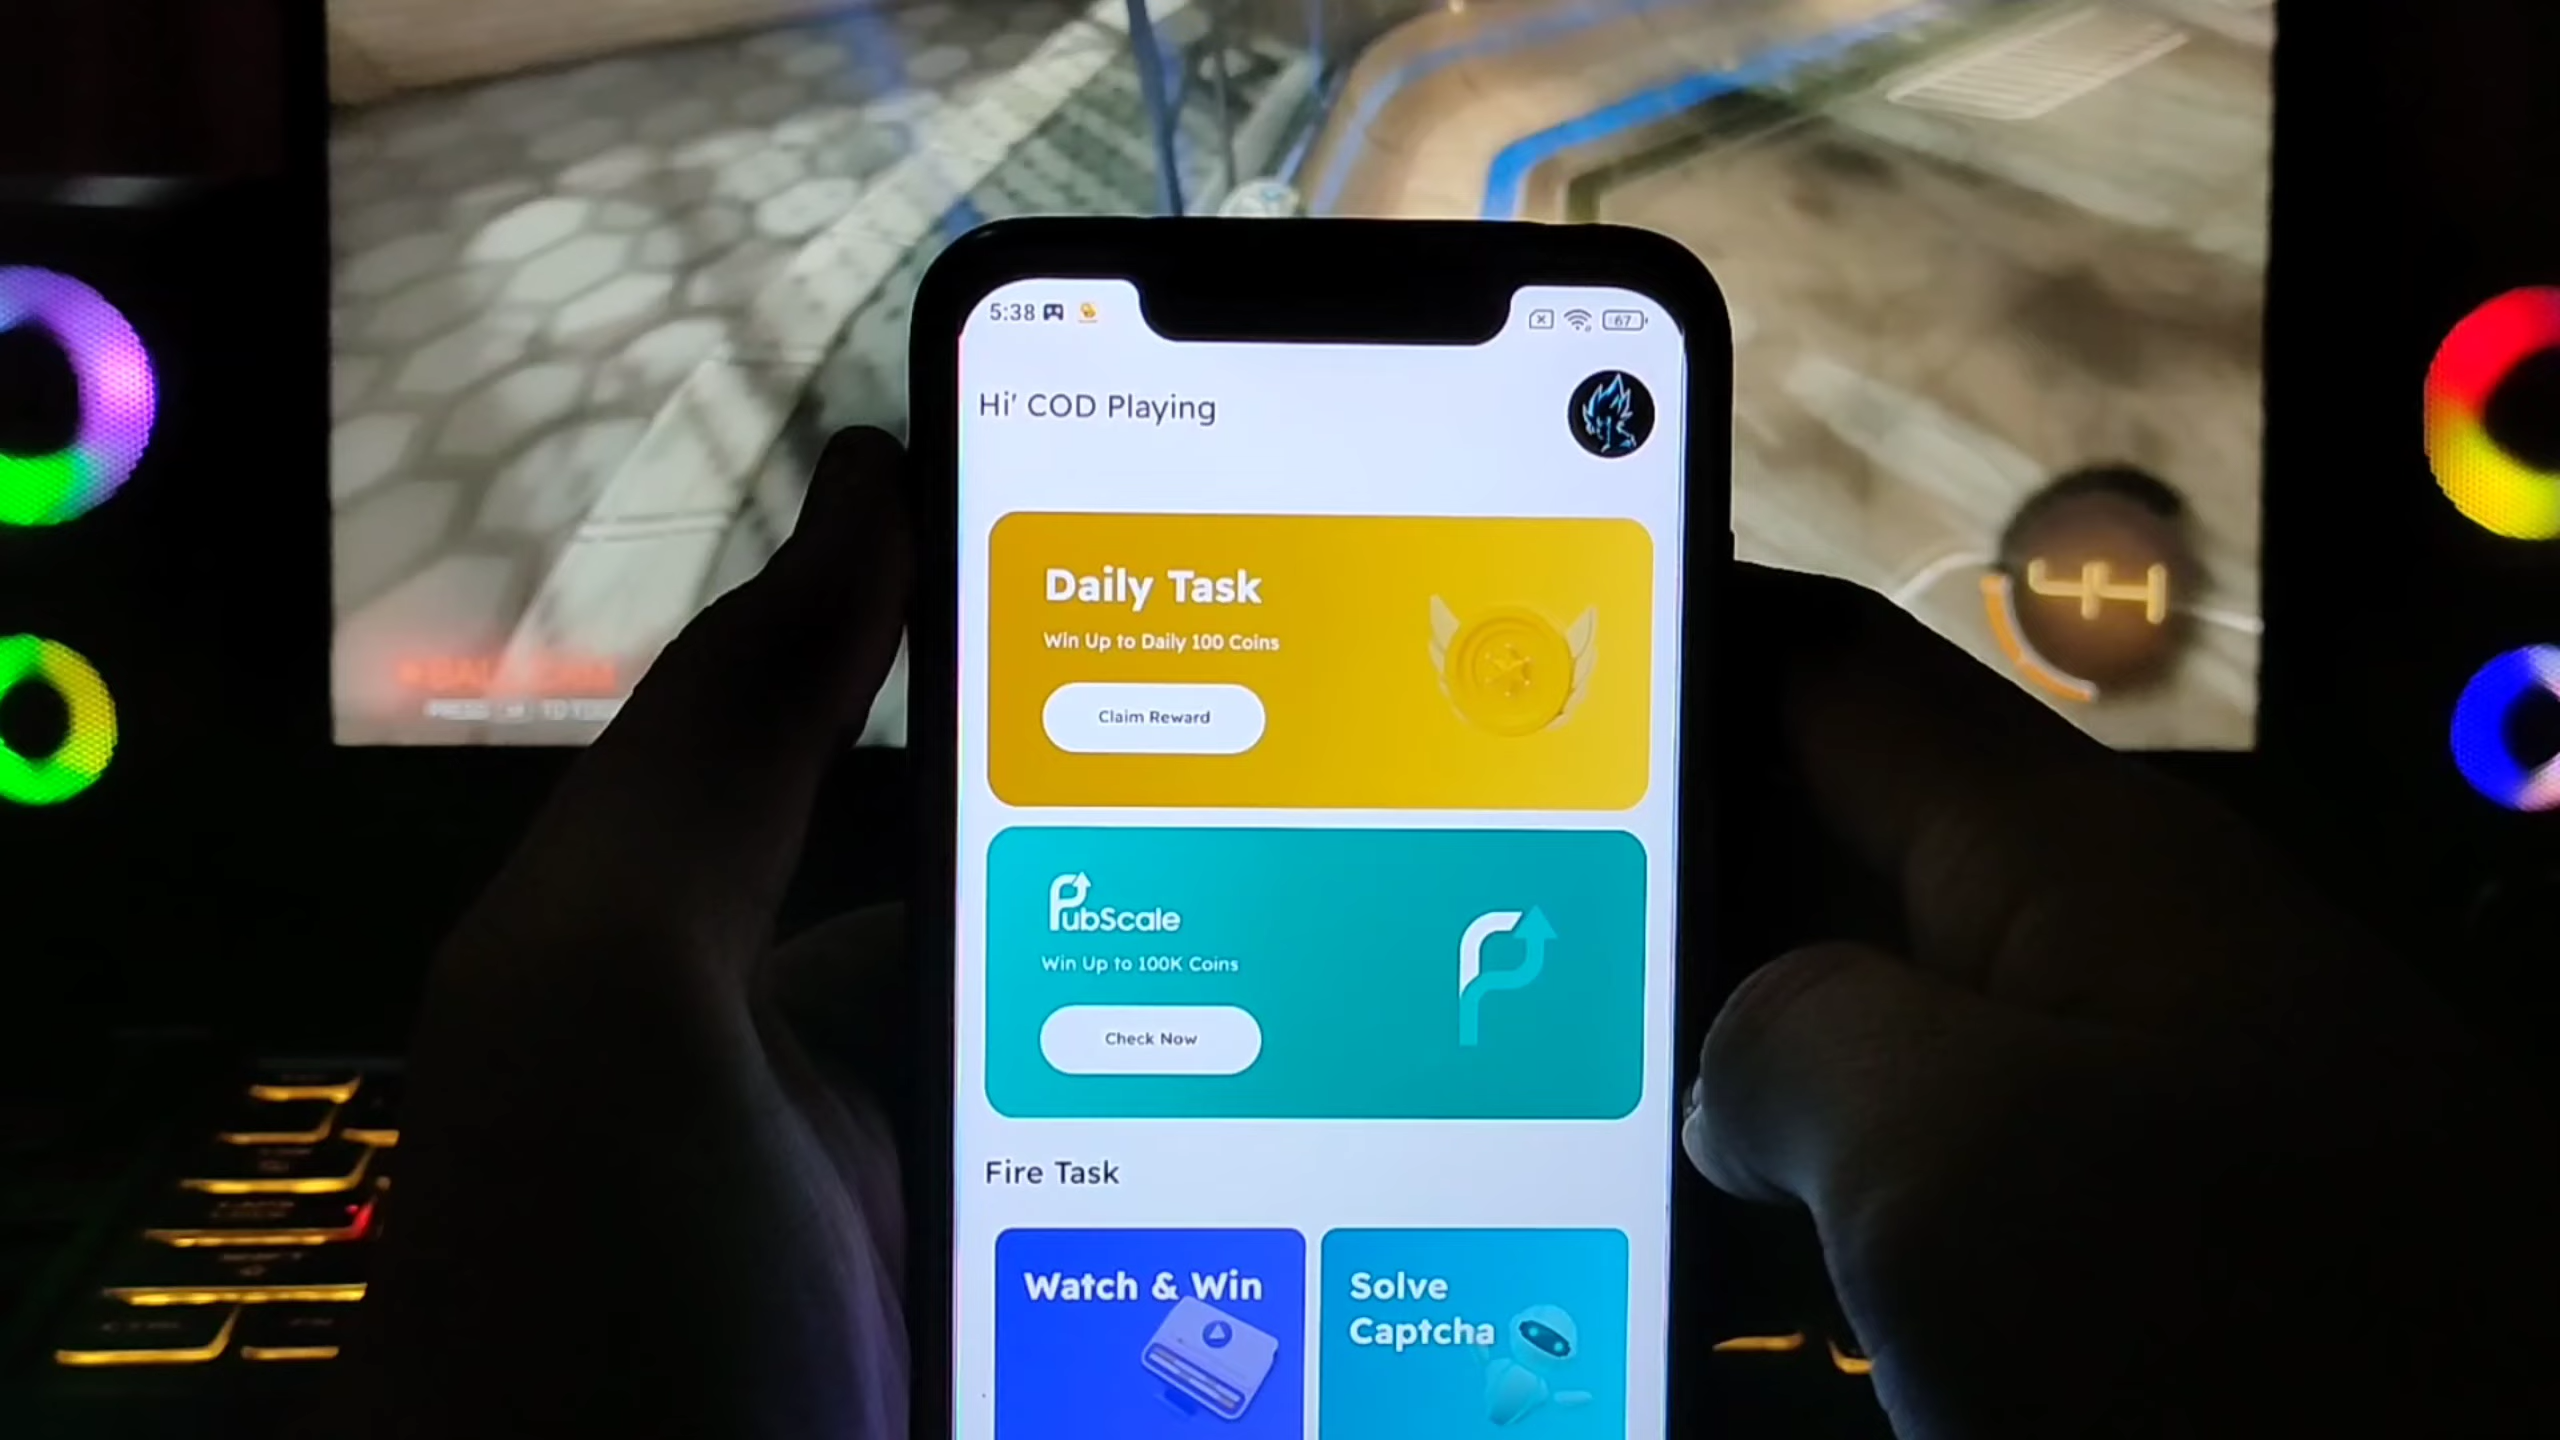 5:38
67
Hi' COD Playing
Daily Task
Win Up to Daily 100 Coins
Claim Reward
44
PubScale
Win Up to 100K Coins
Check Now
Fire Task
Watch & Win
Solve
Captcha